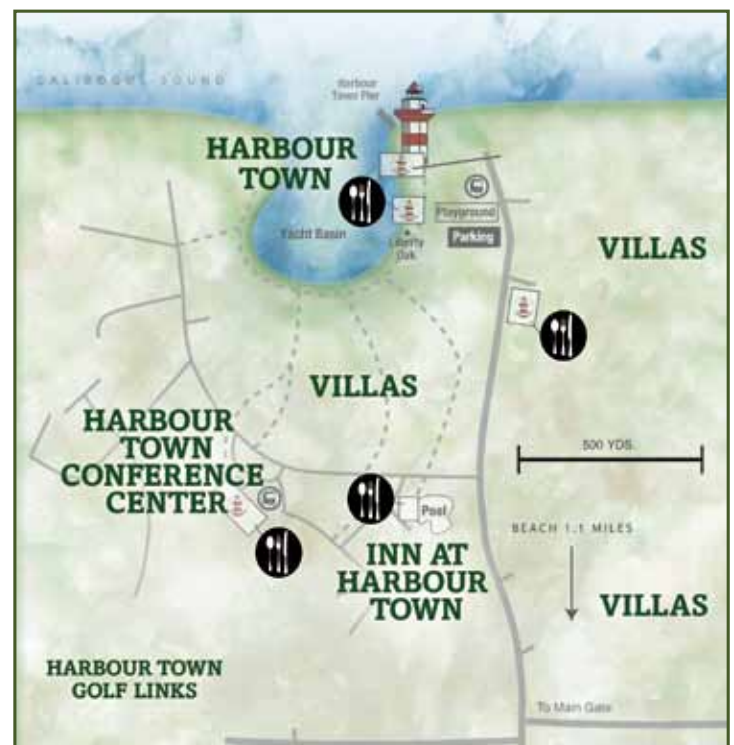 CALIBOGUE SOUND
Harbour
Town Pier
HARBOUR
TOWN
Playground
Yacht Basin
Liberty
Oak
Parking
VILLAS
VILLAS
HARBOUR
TOWN
CONFERENCE
CENTER
500 YDS.
Pool
BEACH 1.1 MILES
INN AT
HARBOUR
TOWN
VILLAS
HARBOUR TOWN
GOLF LINKS
To Main Gate